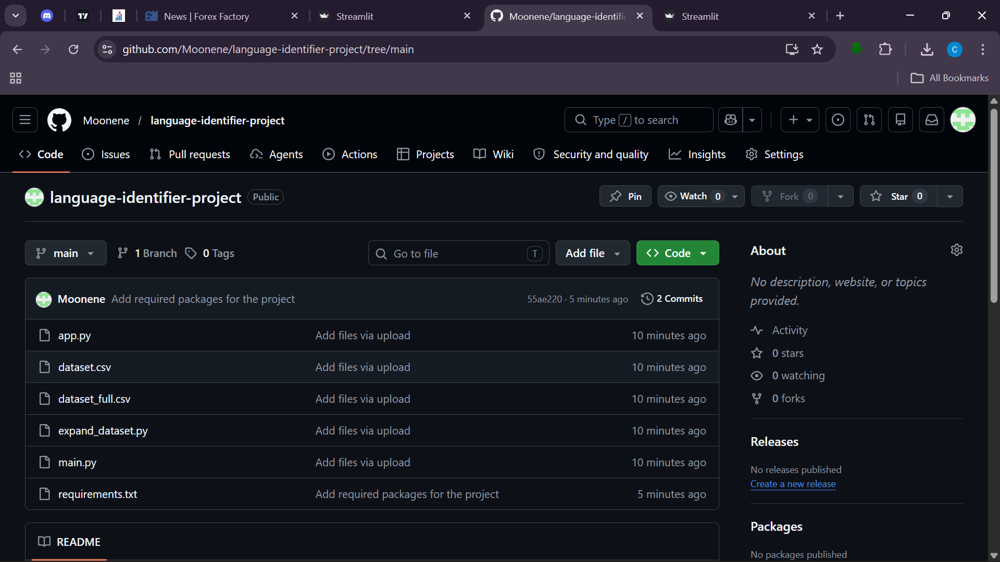 News | Forex Factory
Streamlit
Moonene/language-identifi
Streamlit
github.com/Moonene/language-identifier-project/tree/main
C
All Bookmarks
Moonene / language-identifier-project
Type / to search
Code
Issues
Pull requests
Agents
Actions
Projects
Wiki
Security and quality
Insights
Settings
language-identifier-project Public
Pin
Watch 0
Fork 0
Star 0
main
1 Branch
0 Tags
Go to file
T
Add file
Code
Moonene Add required packages for the project 55ae220 · 5 minutes ago 2 Commits
app.py Add files via upload 10 minutes ago
dataset.csv Add files via upload 10 minutes ago
dataset_full.csv Add files via upload 10 minutes ago
expand_dataset.py Add files via upload 10 minutes ago
main.py Add files via upload 10 minutes ago
requirements.txt Add required packages for the project 5 minutes ago
README
About
No description, website, or topics
provided.
Activity
0 stars
0 watching
0 forks
Releases
No releases published
Create a new release
Packages
No packages published